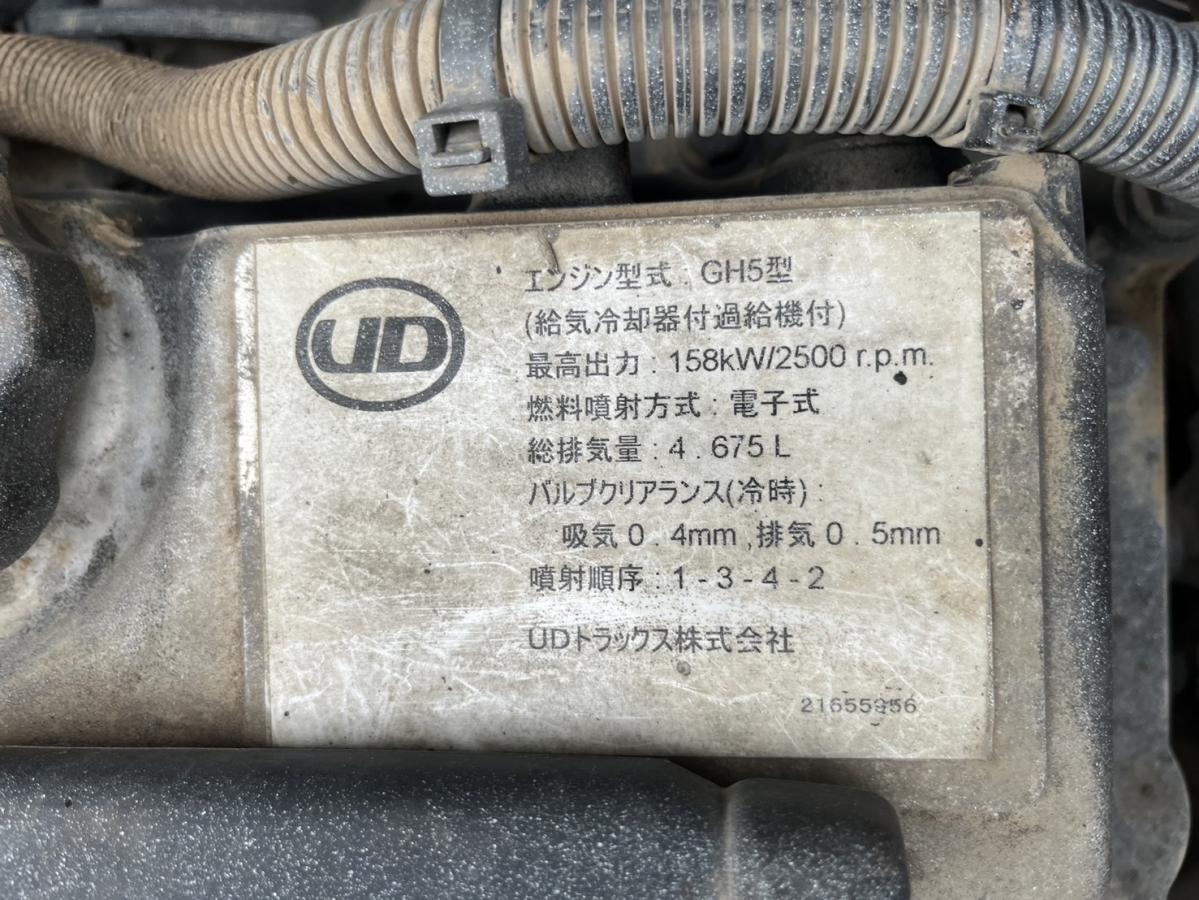 UD
エンジン型式 : GH5型
(給気冷却器付過給機付)
最高出力 : 158kW/2500 r.p.m.
燃料噴射方式 : 電子式
総排気量 : 4 . 675 L
バルブクリアランス(冷時) :
吸気 0 . 4mm ,排気 0 . 5mm
噴射順序 : 1 - 3 - 4 - 2
UDトラックス株式会社
21655956